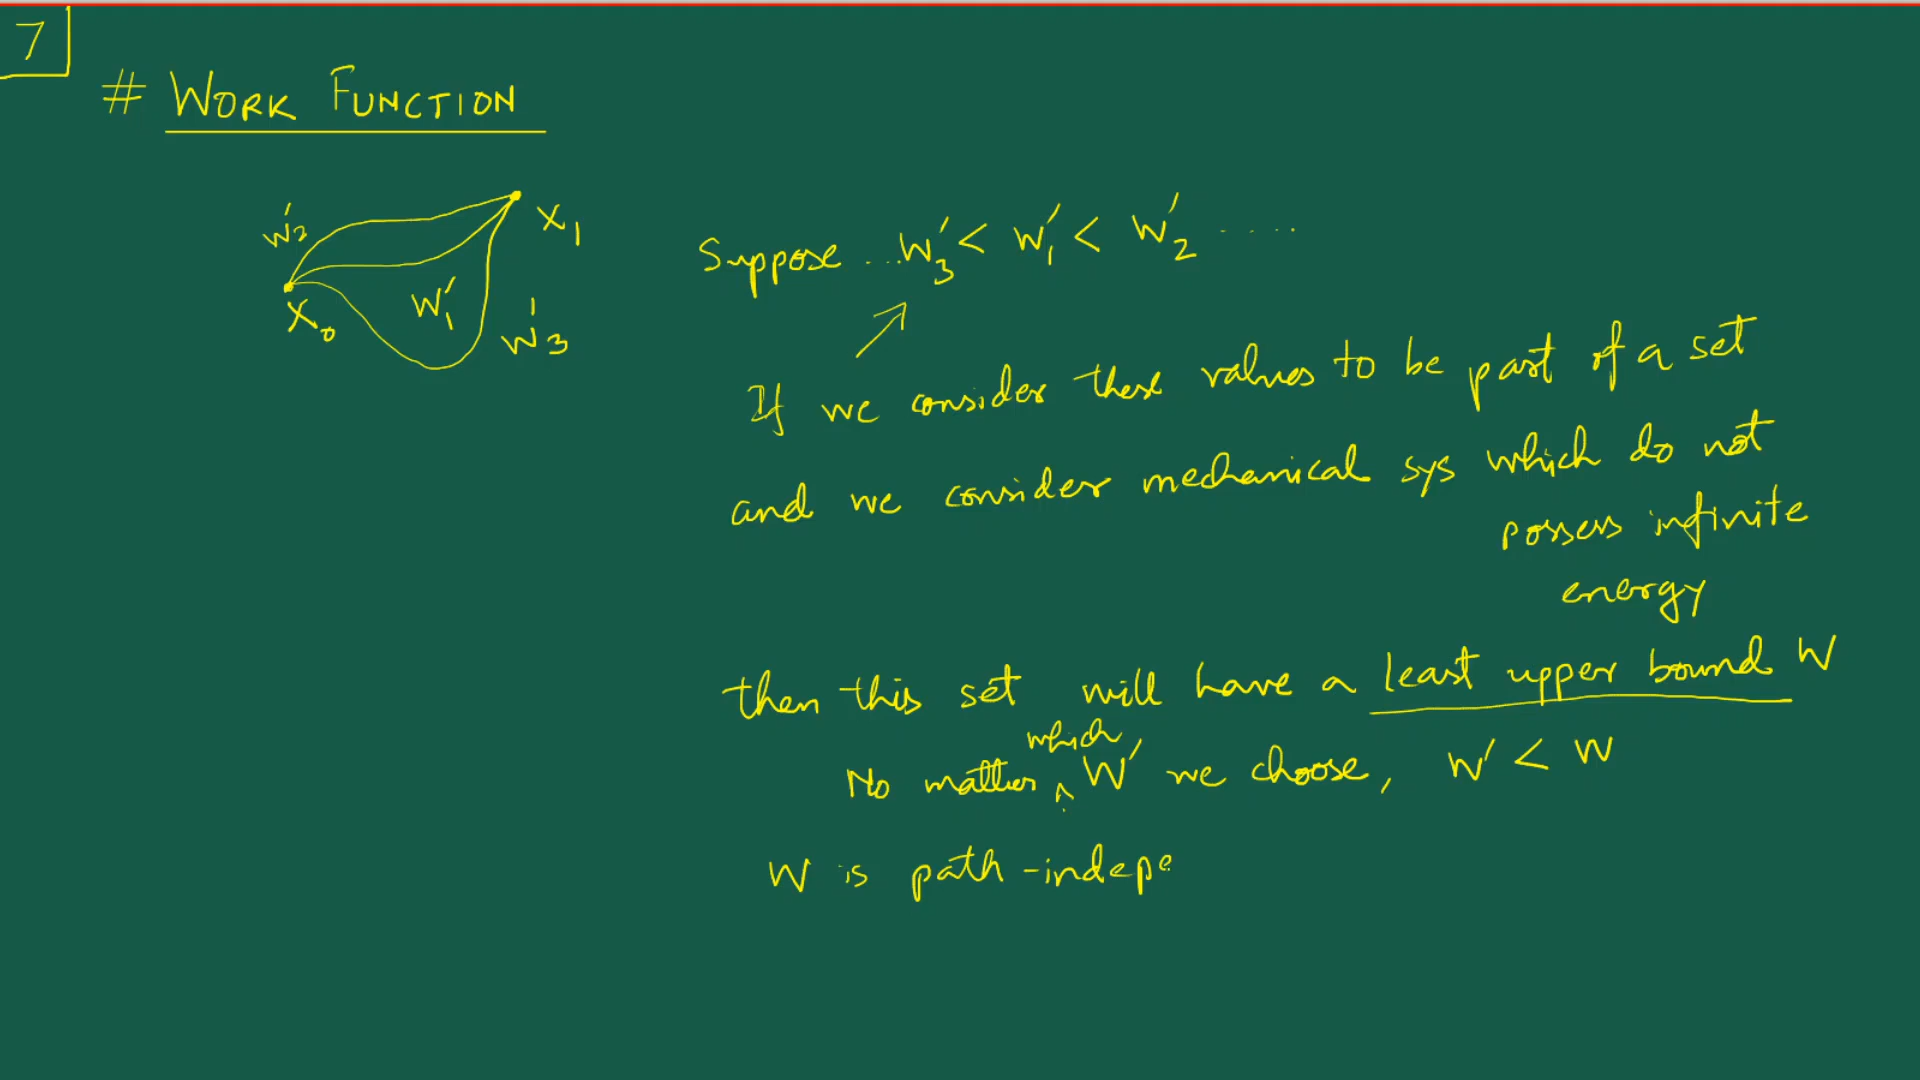 7
# WORK FUNCTION
W'2
X1
X0
W'1
W'3
Suppose ...W'3 < W'1 < W'2 .....
If we consider these values to be part of a set
and we consider mechanical sys which do not
possess infinite
energy
then this set will have a least upper bound W
which
No matter ^ W' we choose, W' < W
W is path-indepe